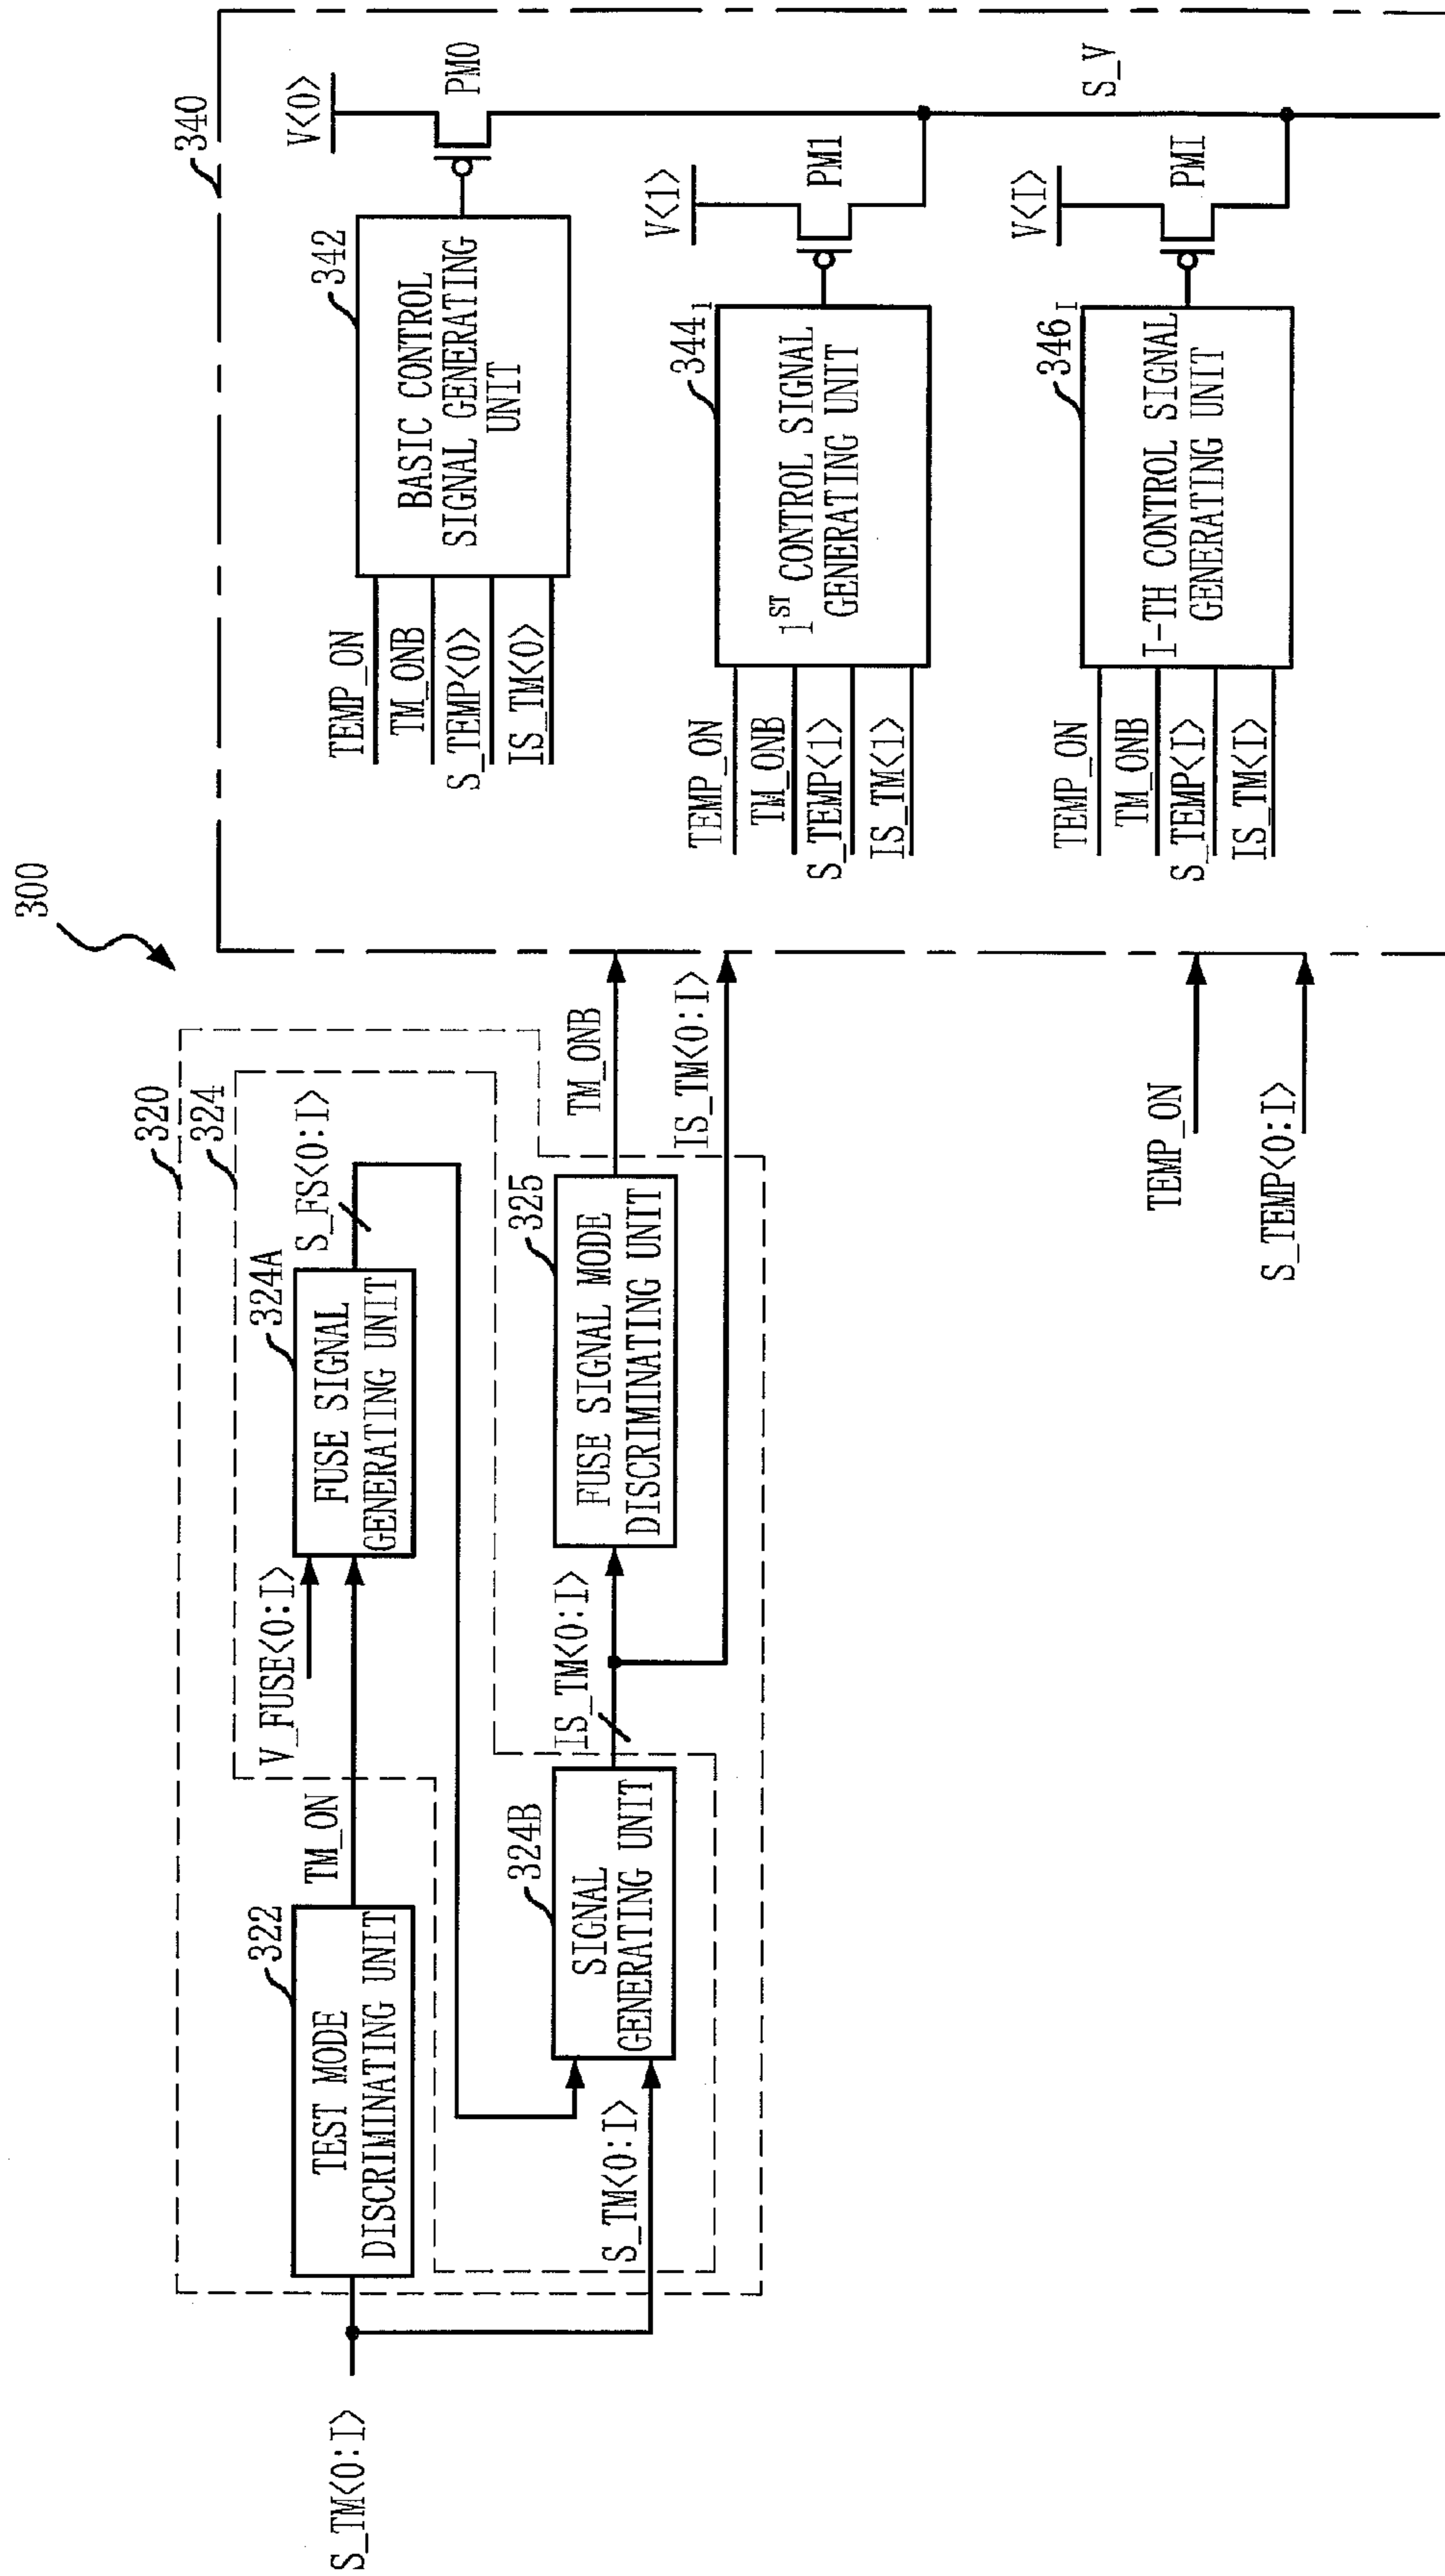 300
320
324
322
TEST MODE
DISCRIMINATING UNIT
S_TM<0:I>
TM_ON
V_FUSE<0:I>
324A
FUSE SIGNAL
GENERATING UNIT
S_FS<0:I>
S_TM<0:I>
324B
SIGNAL
GENERATING UNIT
IS_TM<0:I>
325
FUSE SIGNAL MODE
DISCRIMINATING UNIT
TM_ONB
IS_TM<0:I>
TEMP_ON
S_TEMP<0:I>
340
TEMP_ON
TM_ONB
S_TEMP<0>
IS_TM<0>
342
BASIC CONTROL
SIGNAL GENERATING
UNIT
V<0>
PM0
TEMP_ON
TM_ONB
S_TEMP<1>
IS_TM<1>
344₁
1ST CONTROL SIGNAL
GENERATING UNIT
V<1>
PM1
S_V
TEMP_ON
TM_ONB
S_TEMP<I>
IS_TM<I>
346I
I-TH CONTROL SIGNAL
GENERATING UNIT
V<I>
PMI